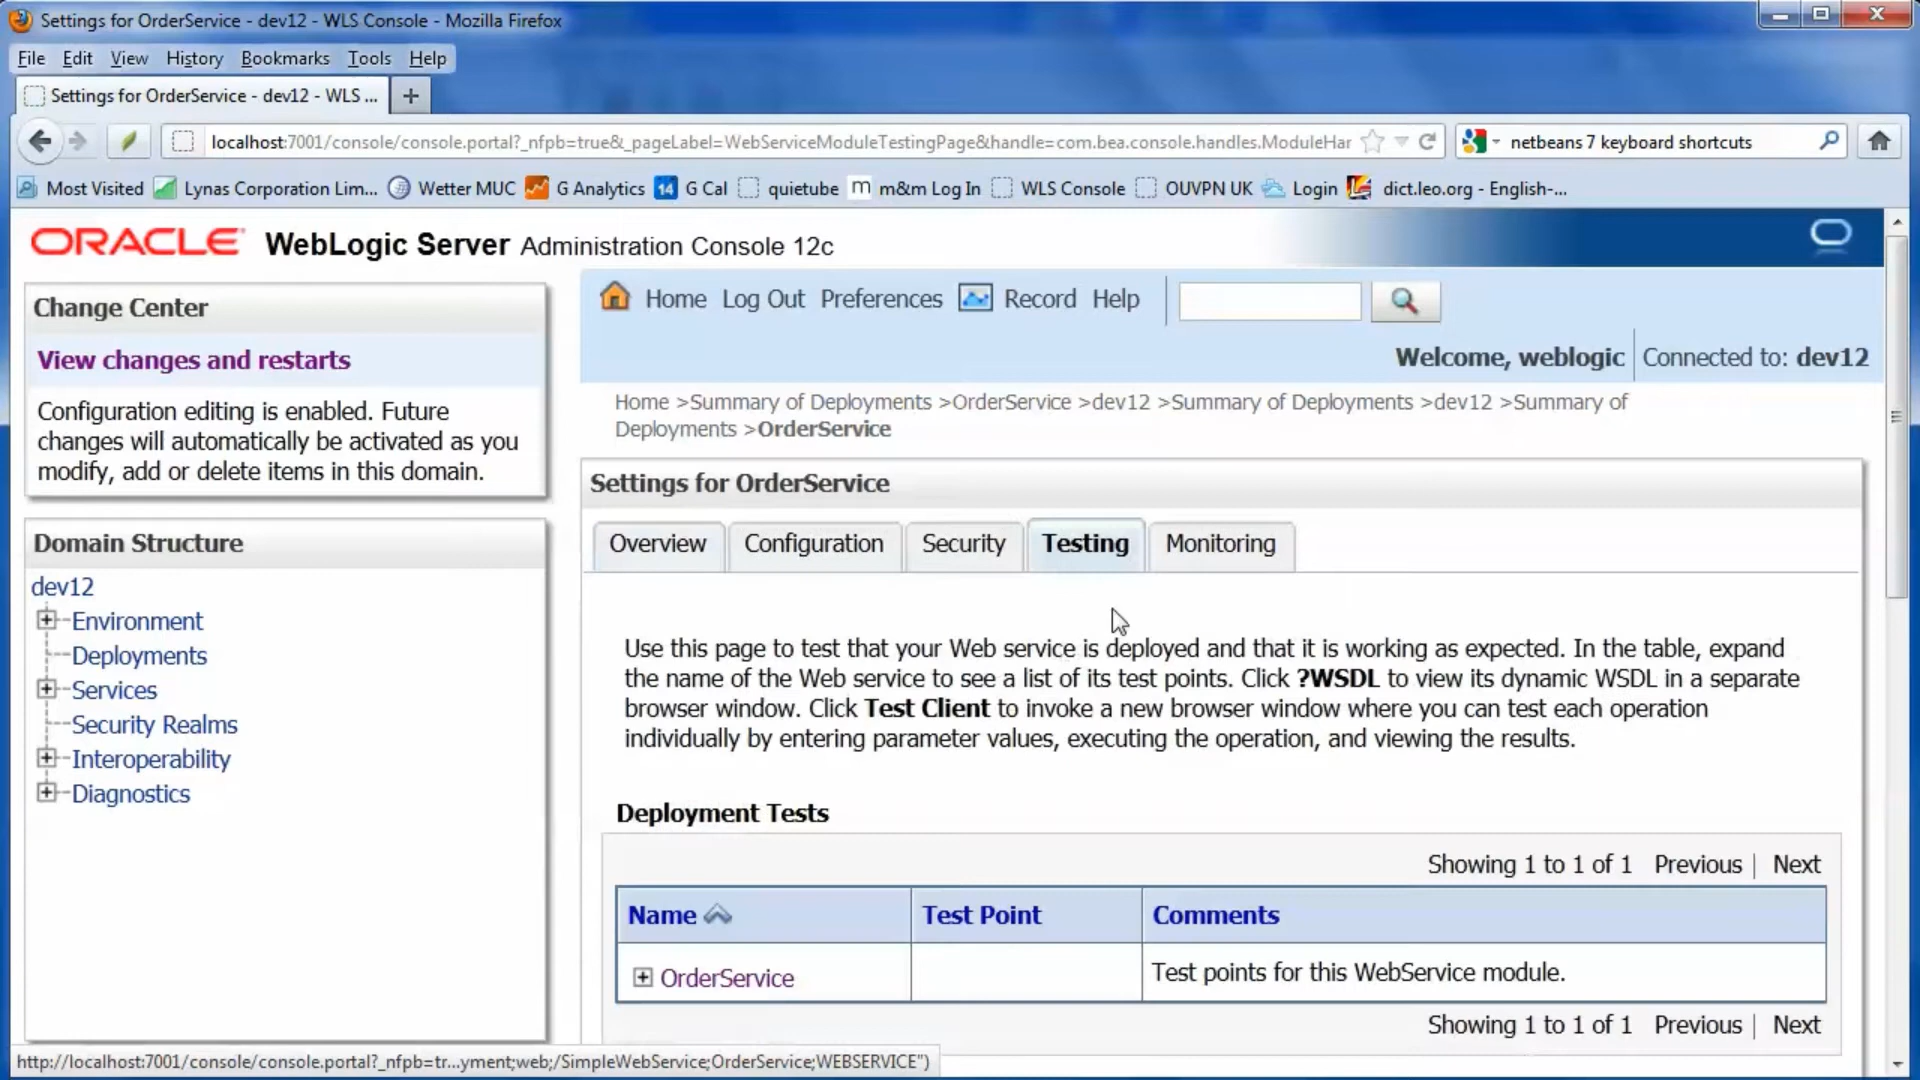 Settings for OrderService - dev12 - WLS Console - Mozilla Firefox
File Edit View History Bookmarks Tools Help
Settings for OrderService - dev12 - WLS ...
localhost:7001/console/console.portal?_nfpb=true&_pageLabel=WebServiceModuleTestingPage&handle=com.bea.console.handles.ModuleHar
netbeans 7 keyboard shortcuts
Most Visited Lynas Corporation Lim... Wetter MUC G Analytics 14 G Cal quietube m m&m Log In WLS Console OUVPN UK Login dict.leo.org - English-...
ORACLE WebLogic Server Administration Console 12c
Change Center
View changes and restarts
Configuration editing is enabled. Future
changes will automatically be activated as you
modify, add or delete items in this domain.
Domain Structure
dev12
Environment
Deployments
Services
Security Realms
Interoperability
Diagnostics
Home Log Out Preferences Record Help
Welcome, weblogic Connected to: dev12
Home >Summary of Deployments >OrderService >dev12 >Summary of Deployments >dev12 >Summary of
Deployments >OrderService
Settings for OrderService
Overview Configuration Security Testing Monitoring
Use this page to test that your Web service is deployed and that it is working as expected. In the table, expand
the name of the Web service to see a list of its test points. Click ?WSDL to view its dynamic WSDL in a separate
browser window. Click Test Client to invoke a new browser window where you can test each operation
individually by entering parameter values, executing the operation, and viewing the results.
Deployment Tests
Showing 1 to 1 of 1 Previous | Next
Name Test Point Comments
OrderService Test points for this WebService module.
Showing 1 to 1 of 1 Previous | Next
http://localhost:7001/console/console.portal?_nfpb=tr...yment;web;/SimpleWebService;OrderService;WEBSERVICE")